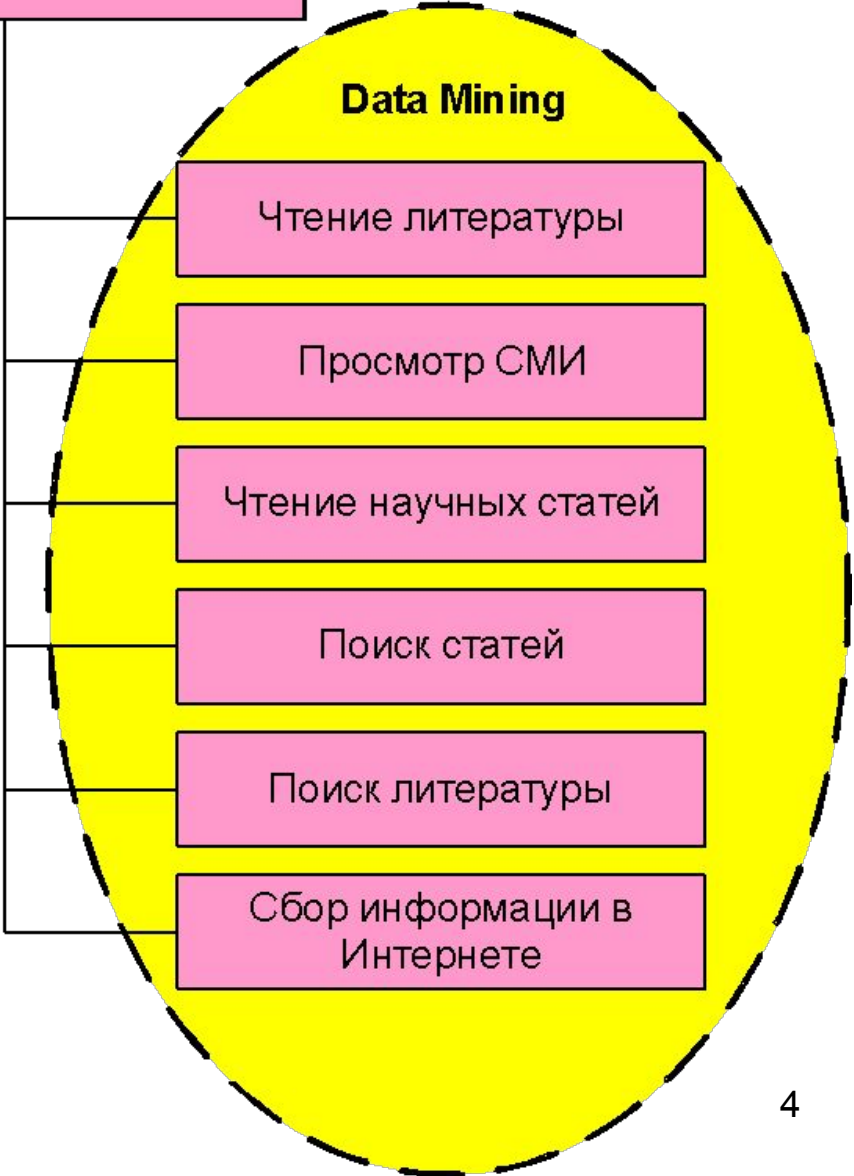 Data Mining
Чтение литературы
Просмотр СМИ
Чтение научных статей
Поиск статей
Поиск литературы
Сбор информации в
Интернете
4